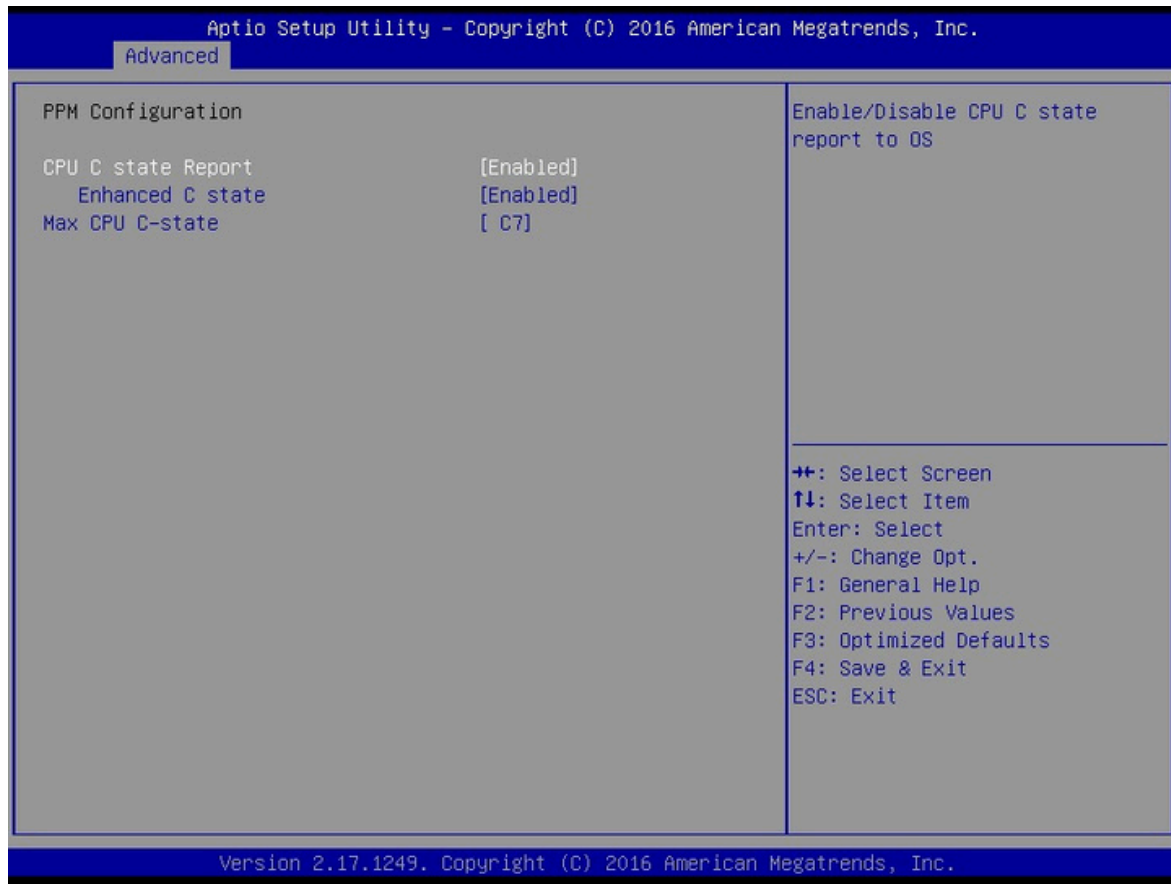 Aptio Setup Utility – Copyright (C) 2016 American Megatrends, Inc.
Advanced
PPM Configuration
CPU C state Report [Enabled]
Enhanced C state [Enabled]
Max CPU C-state [ C7]
Enable/Disable CPU C state
report to OS
→←: Select Screen
↑↓: Select Item
Enter: Select
+/-: Change Opt.
F1: General Help
F2: Previous Values
F3: Optimized Defaults
F4: Save & Exit
ESC: Exit
Version 2.17.1249. Copyright (C) 2016 American Megatrends, Inc.